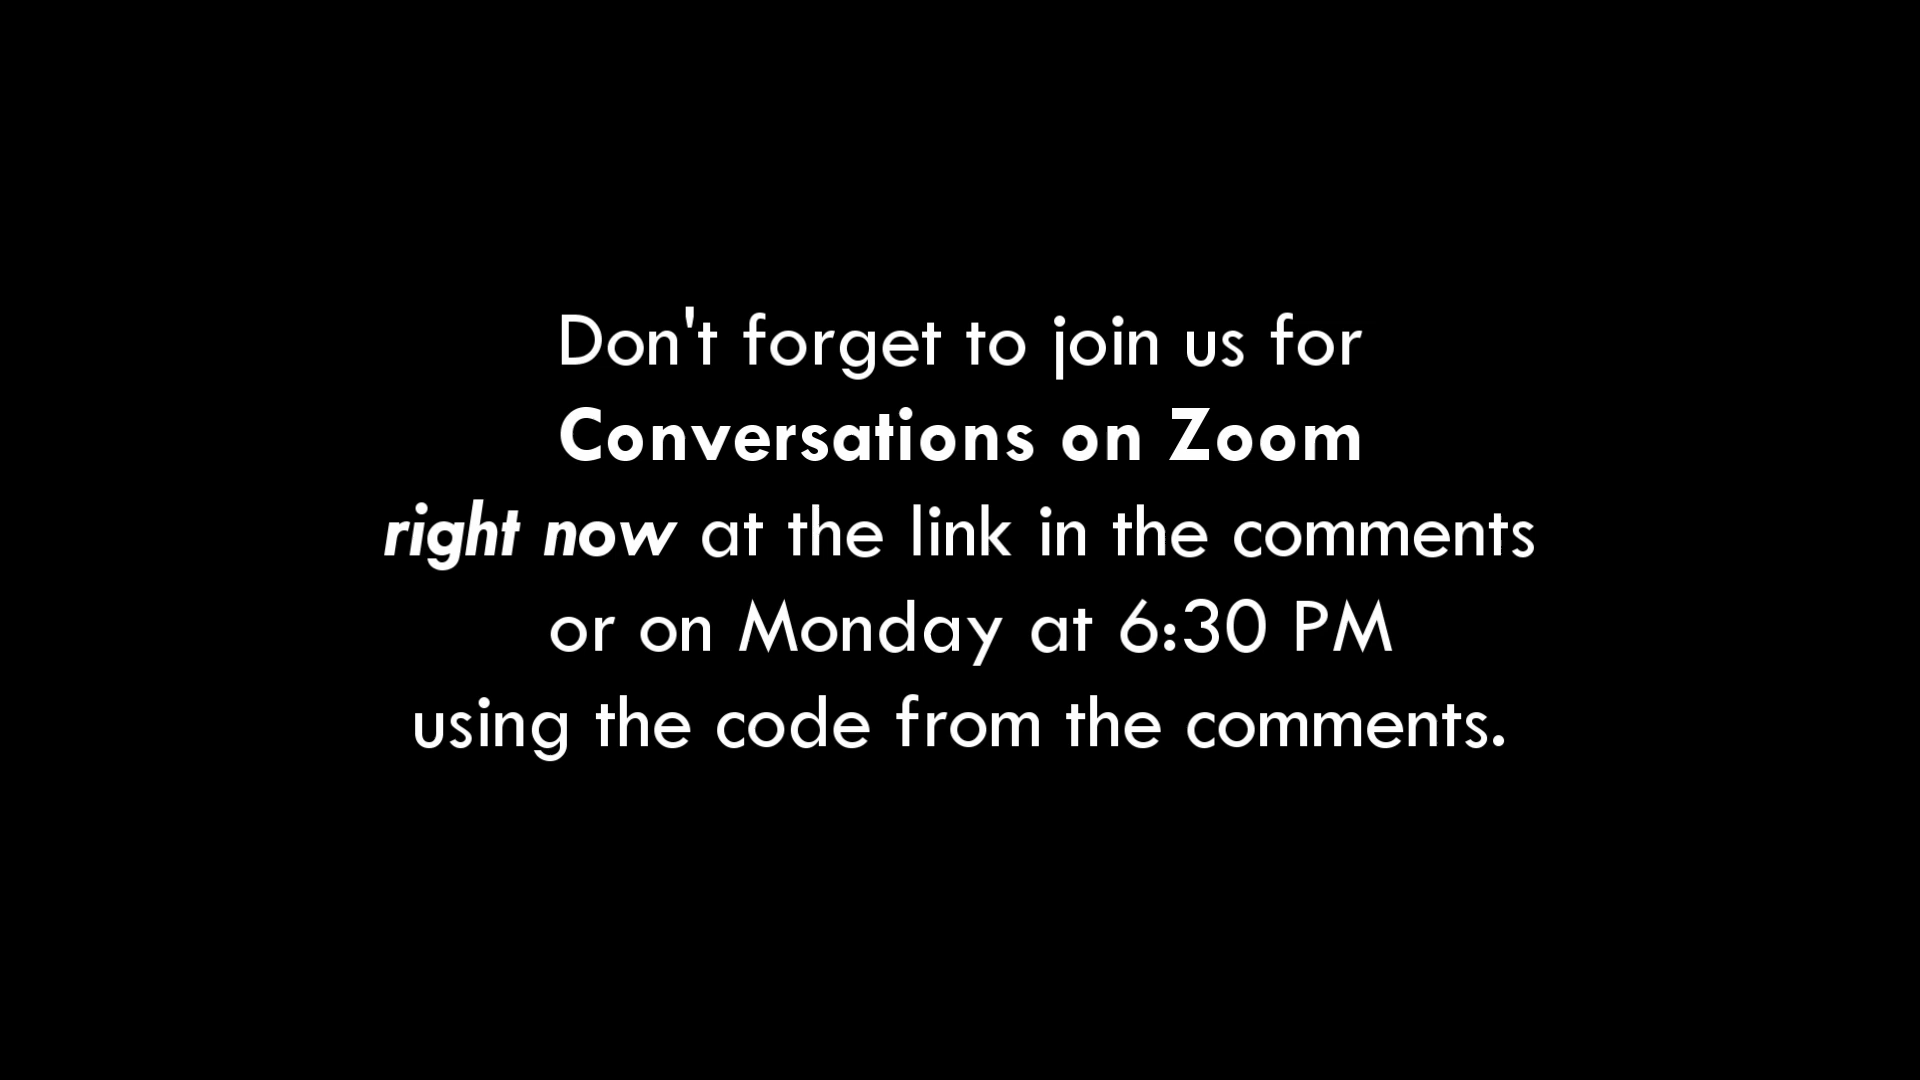 Don't forget to join us for
Conversations on Zoom
right now at the link in the comments
or on Monday at 6:30 PM
using the code from the comments.